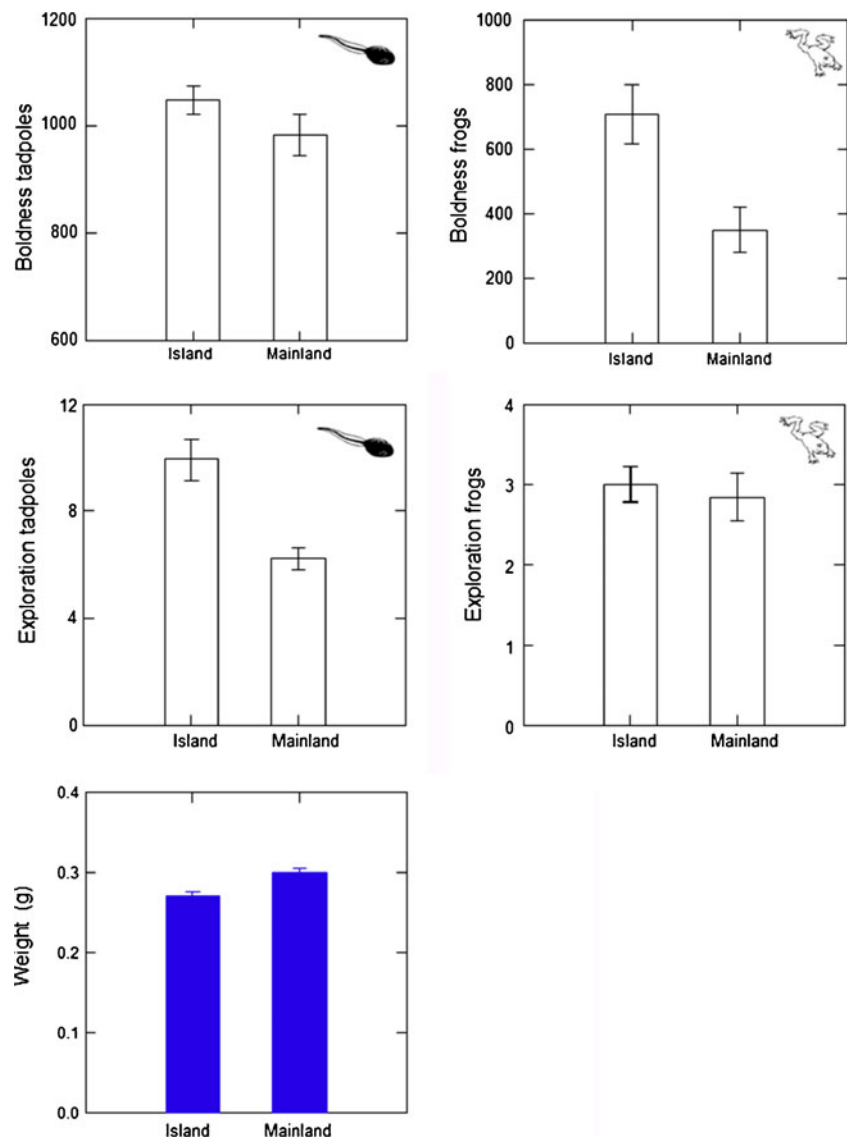 Boldness tadpoles
1200
1000
800
600
Island Mainland
Boldness frogs
1000
800
600
400
200
0
Island Mainland
Exploration tadpoles
12
8
4
0
Island Mainland
Exploration frogs
4
3
2
1
0
Island Mainland
Weight (g)
0.4
0.3
0.2
0.1
0.0
Island Mainland